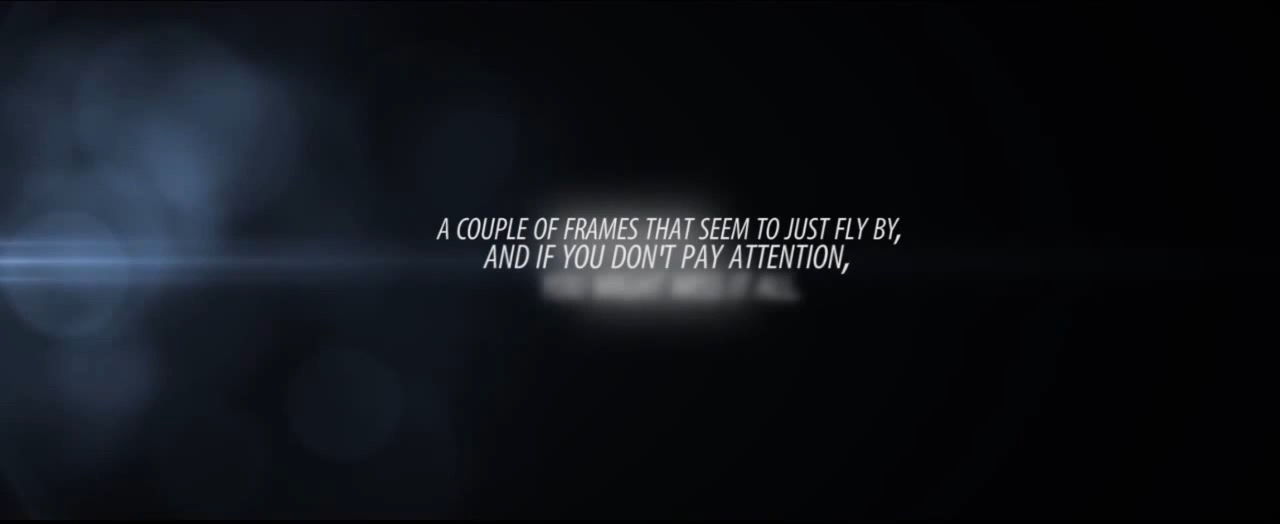 A COUPLE OF FRAMES THAT SEEM TO JUST FLY BY,
AND IF YOU DON'T PAY ATTENTION,